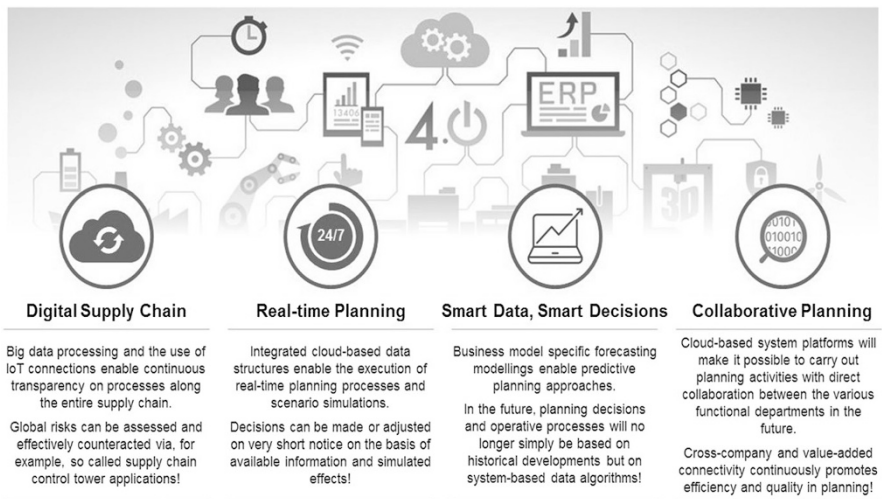 13406
4.0
ERP
3D
24/7
01010
010010
11000
Digital Supply Chain
Big data processing and the use of
IoT connections enable continuous
transparency on processes along
the entire supply chain.
Global risks can be assessed and
effectively counteracted via, for
example, so called supply chain
control tower applications!
Real-time Planning
Integrated cloud-based data
structures enable the execution of
real-time planning processes and
scenario simulations.
Decisions can be made or adjusted
on very short notice on the basis of
available information and simulated
effects!
Smart Data, Smart Decisions
Business model specific forecasting
modellings enable predictive
planning approaches.
In the future, planning decisions
and operative processes will no
longer simply be based on
historical developments but on
system-based data algorithms!
Collaborative Planning
Cloud-based system platforms will
make it possible to carry out
planning activities with direct
collaboration between the various
functional departments in the
future.
Cross-company and value-added
connectivity continuously promotes
efficiency and quality in planning!